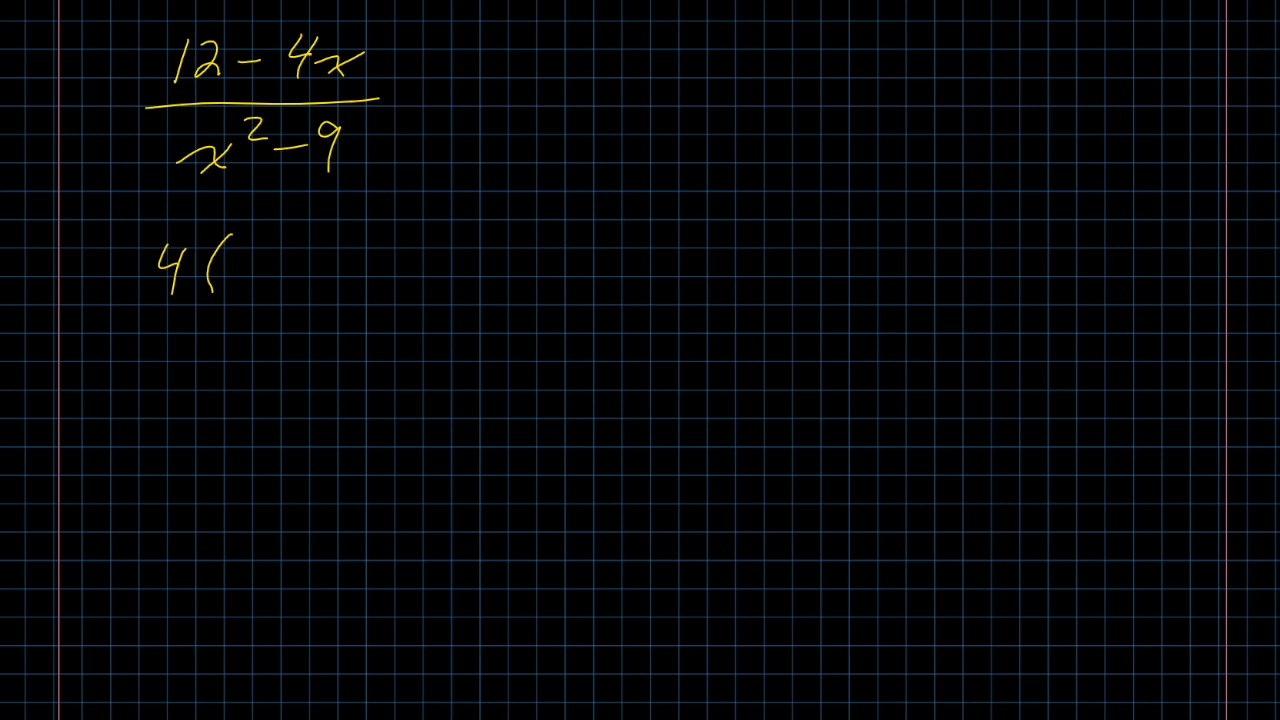 12 - 4x
x² - 9
4(